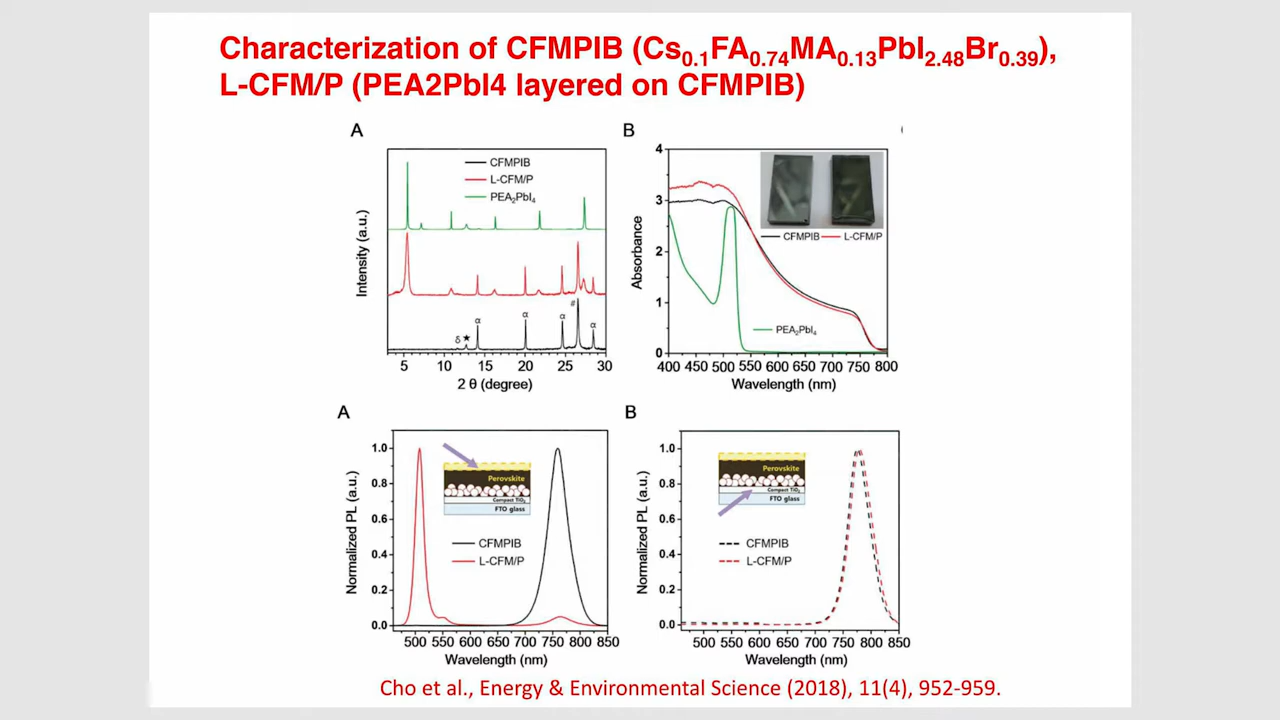 Characterization of CFMPIB (Cs0.1FA0.74MA0.13PbI2.48Br0.39),
L-CFM/P (PEA2PbI4 layered on CFMPIB)
A
CFMPIB
L-CFM/P
PEA2PbI4
Intensity (a.u.)
δ ★ α α α # α
5 10 15 20 25 30
2 θ (degree)
B
4
3
2
1
0
Absorbance
CFMPIB L-CFM/P
PEA2PbI4
400 450 500 550 600 650 700 750 800
Wavelength (nm)
A
1.0
0.8
0.6
0.4
0.2
0.0
Normalized PL (a.u.)
Perovskite
Compact TiO2
FTO glass
CFMPIB
L-CFM/P
500 550 600 650 700 750 800 850
Wavelength (nm)
B
1.0
0.8
0.6
0.4
0.2
0.0
Normalized PL (a.u.)
Perovskite
Compact TiO2
FTO glass
CFMPIB
L-CFM/P
500 550 600 650 700 750 800 850
Wavelength (nm)
Cho et al., Energy & Environmental Science (2018), 11(4), 952-959.